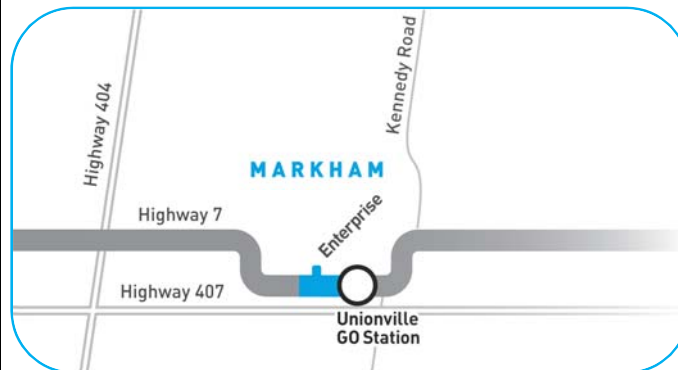 Highway 404
Kennedy Road
MARKHAM
Highway 7
Enterprise
Highway 407
Unionville
GO Station